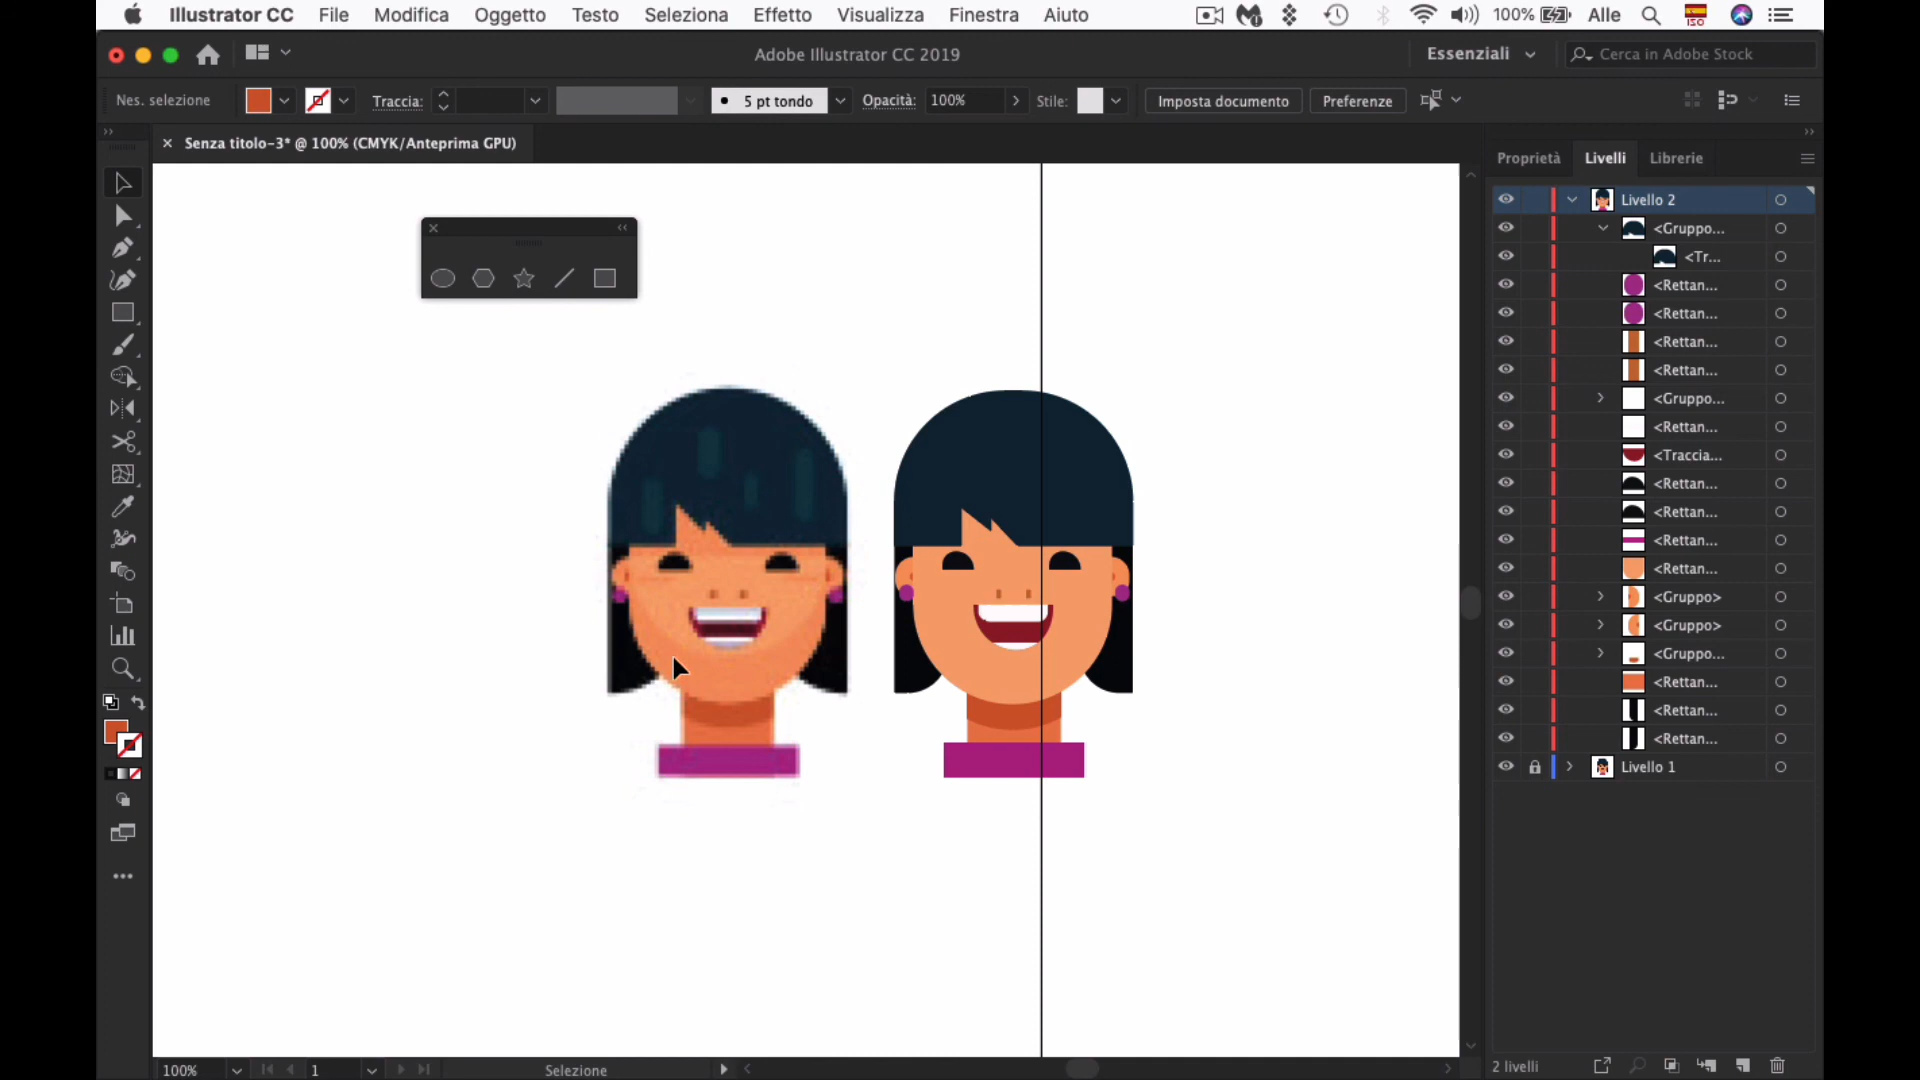 Illustrator CC File Modifica Oggetto Testo Seleziona Effetto Visualizza Finestra Aiuto 100% Alle ISO
Adobe Illustrator CC 2019 Essenziali Cerca in Adobe Stock
Nes. selezione Traccia: 5 pt tondo Opacità: 100% Stile: Imposta documento Preferenze
Senza titolo-3* @ 100% (CMYK/Anteprima GPU)
Proprietà Livelli Librerie
Livello 2
<Gruppo...
<Tr...
<Rettan...
<Rettan...
<Rettan...
<Rettan...
<Gruppo...
<Rettan...
<Traccia...
<Rettan...
<Rettan...
<Rettan...
<Rettan...
<Gruppo>
<Gruppo>
<Gruppo...
<Rettan...
<Rettan...
<Rettan...
Livello 1
100% 1 Selezione 2 livelli